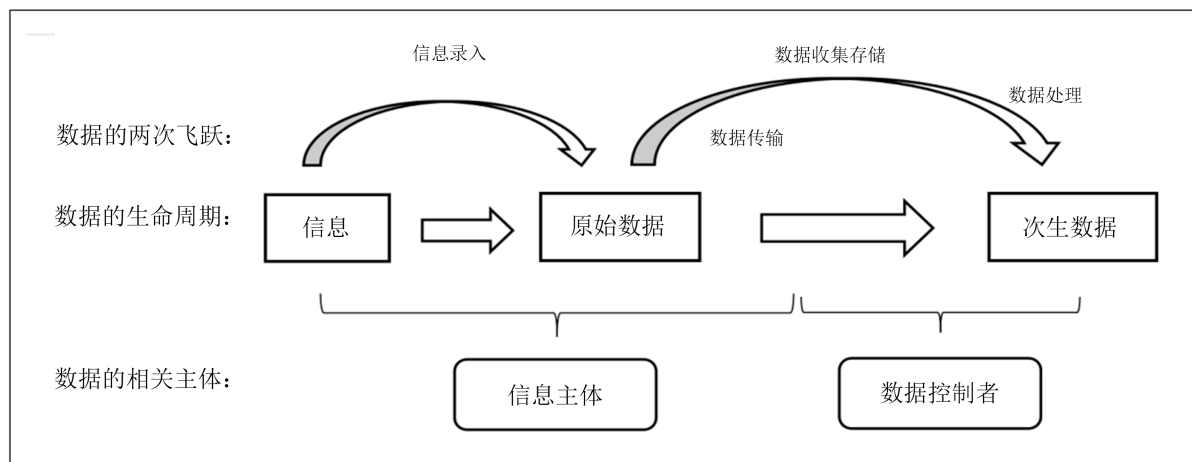 信息录入
数据收集存储
数据处理
数据的两次飞跃：
数据传输
数据的生命周期：
信息
原始数据
次生数据
数据的相关主体：
信息主体
数据控制者